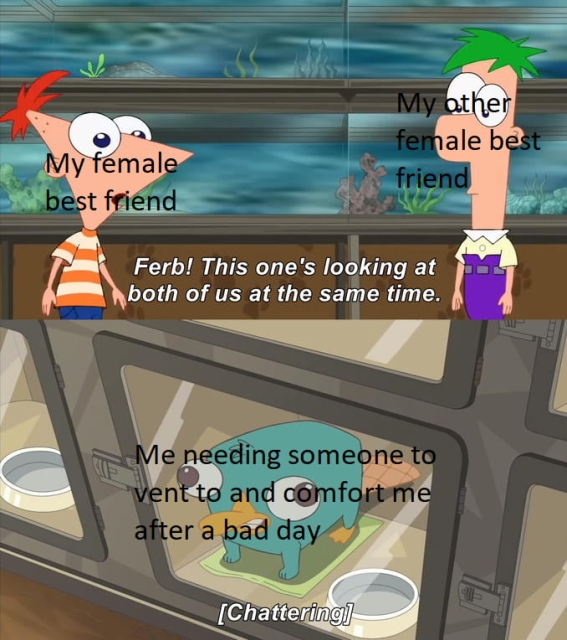 My other
female best
friend
My female
best friend
Ferb! This one's looking at
both of us at the same time.
Me needing someone to
vent to and comfort me
after a bad day
[Chattering]